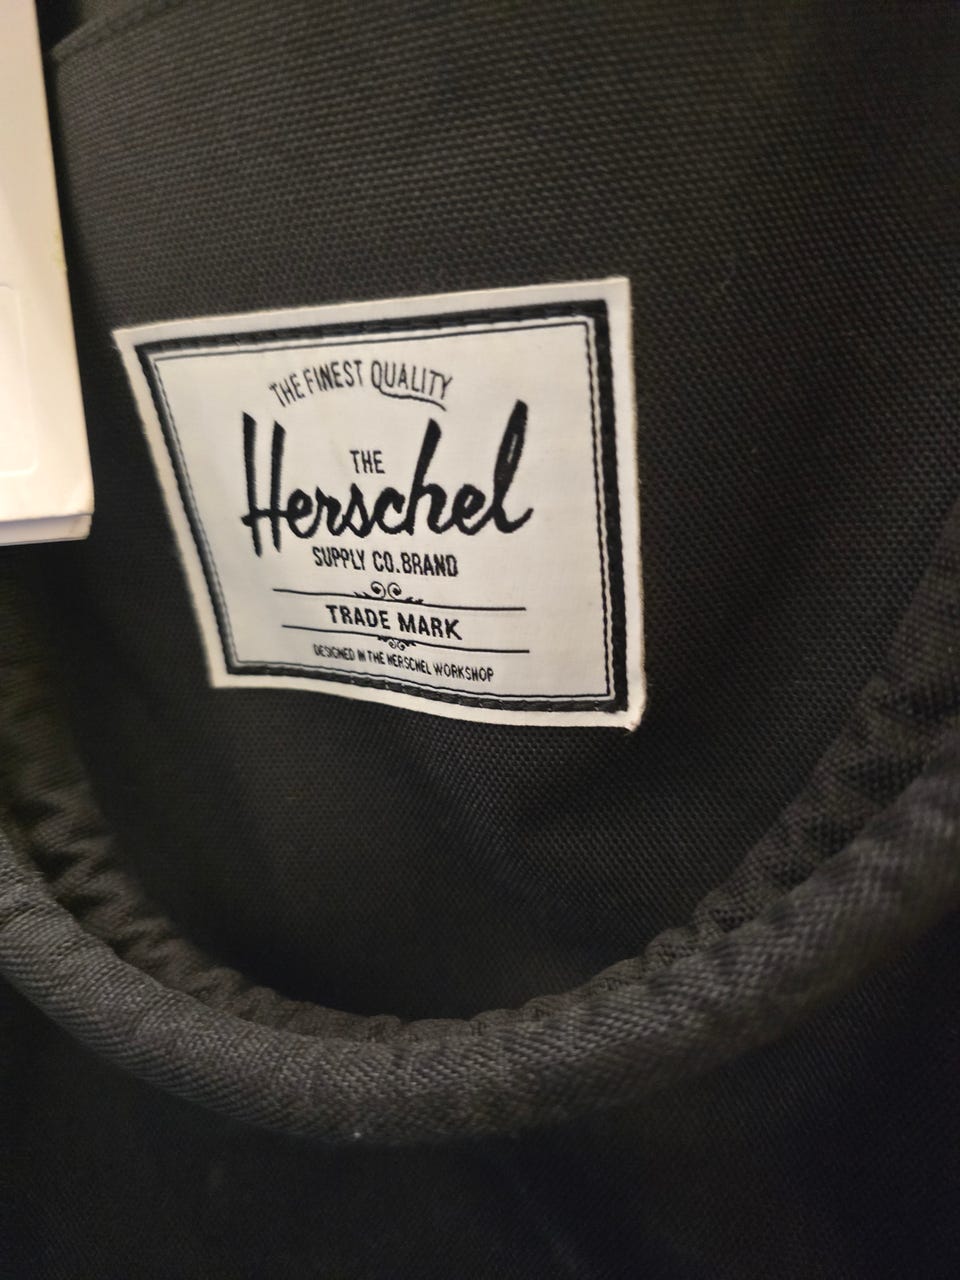 THE FINEST QUALITY
THE
Herschel
SUPPLY CO.BRAND
TRADE MARK
DESIGNED IN THE HERSCHEL WORKSHOP